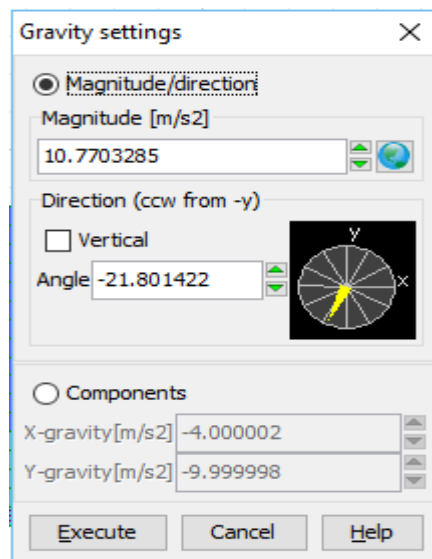 Gravity settings
Magnitude/direction
Magnitude [m/s2]
10.7703285
Direction (ccw from -y)
Vertical
y
Angle -21.801422
x
Components
X-gravity[m/s2] -4.000002
Y-gravity[m/s2] -9.999998
Execute Cancel Help